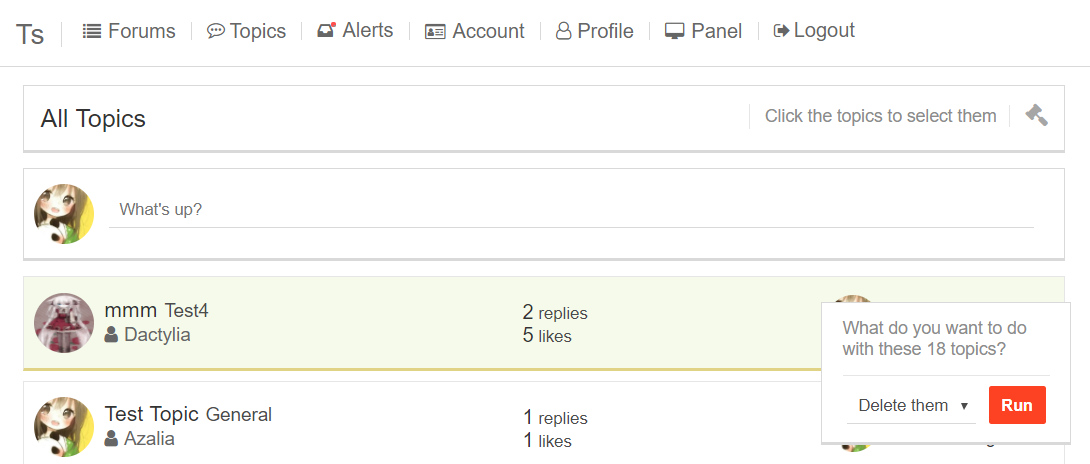 Ts Forums Topics Alerts Account Profile Panel Logout
All Topics Click the topics to select them
What's up?
mmm Test4
Dactylia
2 replies
5 likes
What do you want to do
with these 18 topics?
Delete them ▼ Run
Test Topic General
Azalia
1 replies
1 likes